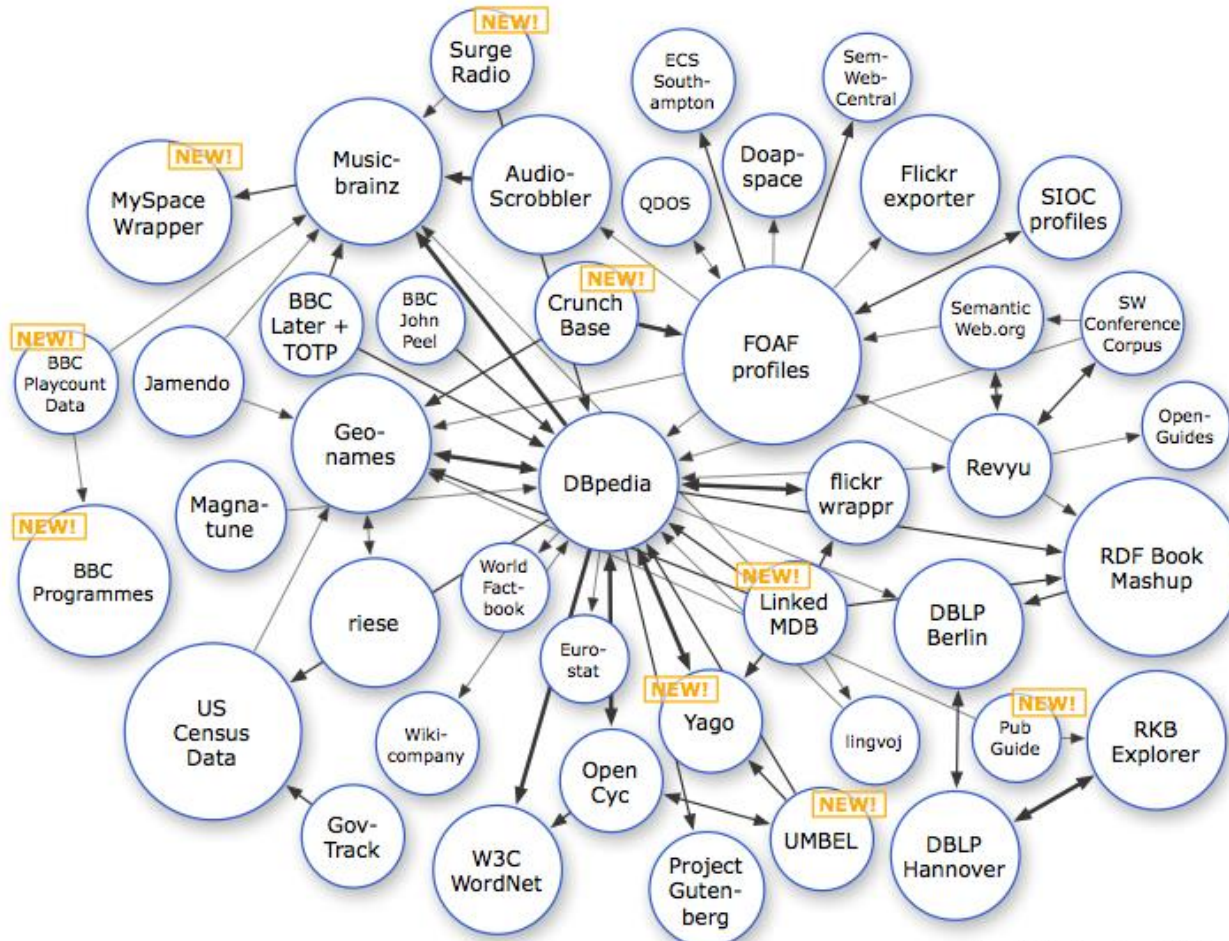 NEW!
Surge
Radio
ECS
South-
ampton
Sem-
Web-
Central
NEW!
MySpace
Wrapper
Music-
brainz
Audio-
Scrobbler
QDOS
Doap-
space
Flickr
exporter
SIOC
profiles
NEW!
BBC
Playcount
Data
Jamendo
BBC
Later +
TOTP
BBC
John
Peel
NEW!
Crunch
Base
FOAF
profiles
Semantic
Web.org
SW
Conference
Corpus
Geo-
names
DBpedia
flickr
wrappr
Revyu
Open-
Guides
Magna-
tune
NEW!
BBC
Programmes
riese
World
Fact-
book
Euro-
stat
NEW!
Linked
MDB
DBLP
Berlin
RDF Book
Mashup
US
Census
Data
Wiki-
company
Open
Cyc
NEW!
Yago
lingvoj
NEW!
Pub
Guide
RKB
Explorer
Gov-
Track
W3C
WordNet
Project
Guten-
berg
NEW!
UMBEL
DBLP
Hannover